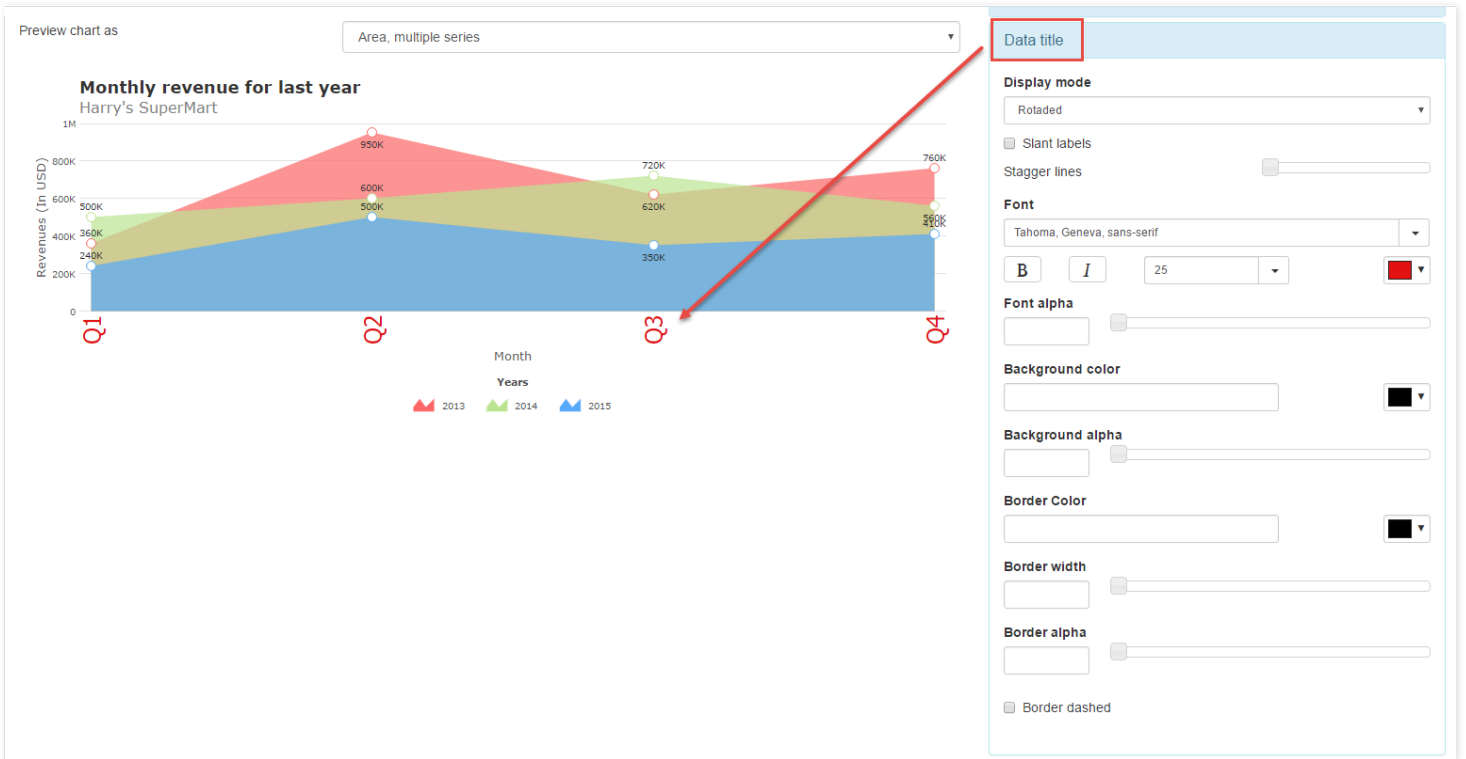 Preview chart as
Area, multiple series
Monthly revenue for last year
Harry's SuperMart
Revenues (In USD)
1M
800K
600K
400K
200K
0
500K
360K
240K
950K
600K
500K
720K
620K
350K
760K
560K
410K
Q1
Q2
Q3
Q4
Month
Years
2013
2014
2015
Data title
Display mode
Rotaded
Slant labels
Stagger lines
Font
Tahoma, Geneva, sans-serif
B I 25
Font alpha
Background color
Background alpha
Border Color
Border width
Border alpha
Border dashed